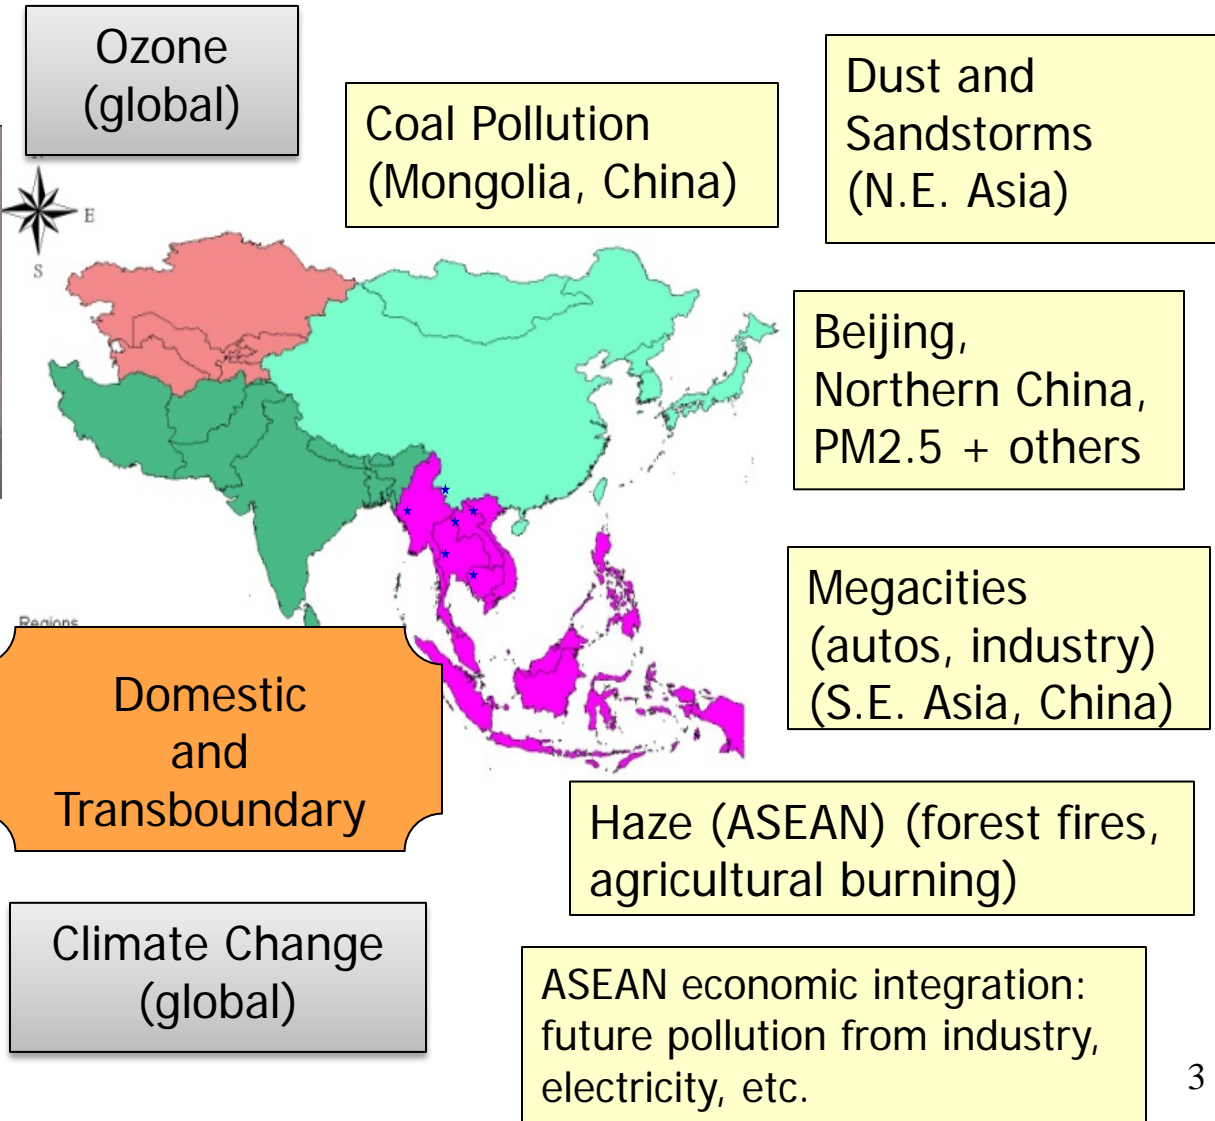 Ozone
(global)
Coal Pollution
(Mongolia, China)
Dust and
Sandstorms
(N.E. Asia)
E
S
Beijing,
Northern China,
PM2.5 + others
Megacities
(autos, industry)
(S.E. Asia, China)
Regions
Domestic
and
Transboundary
Haze (ASEAN) (forest fires,
agricultural burning)
Climate Change
(global)
ASEAN economic integration:
future pollution from industry,
electricity, etc.
3